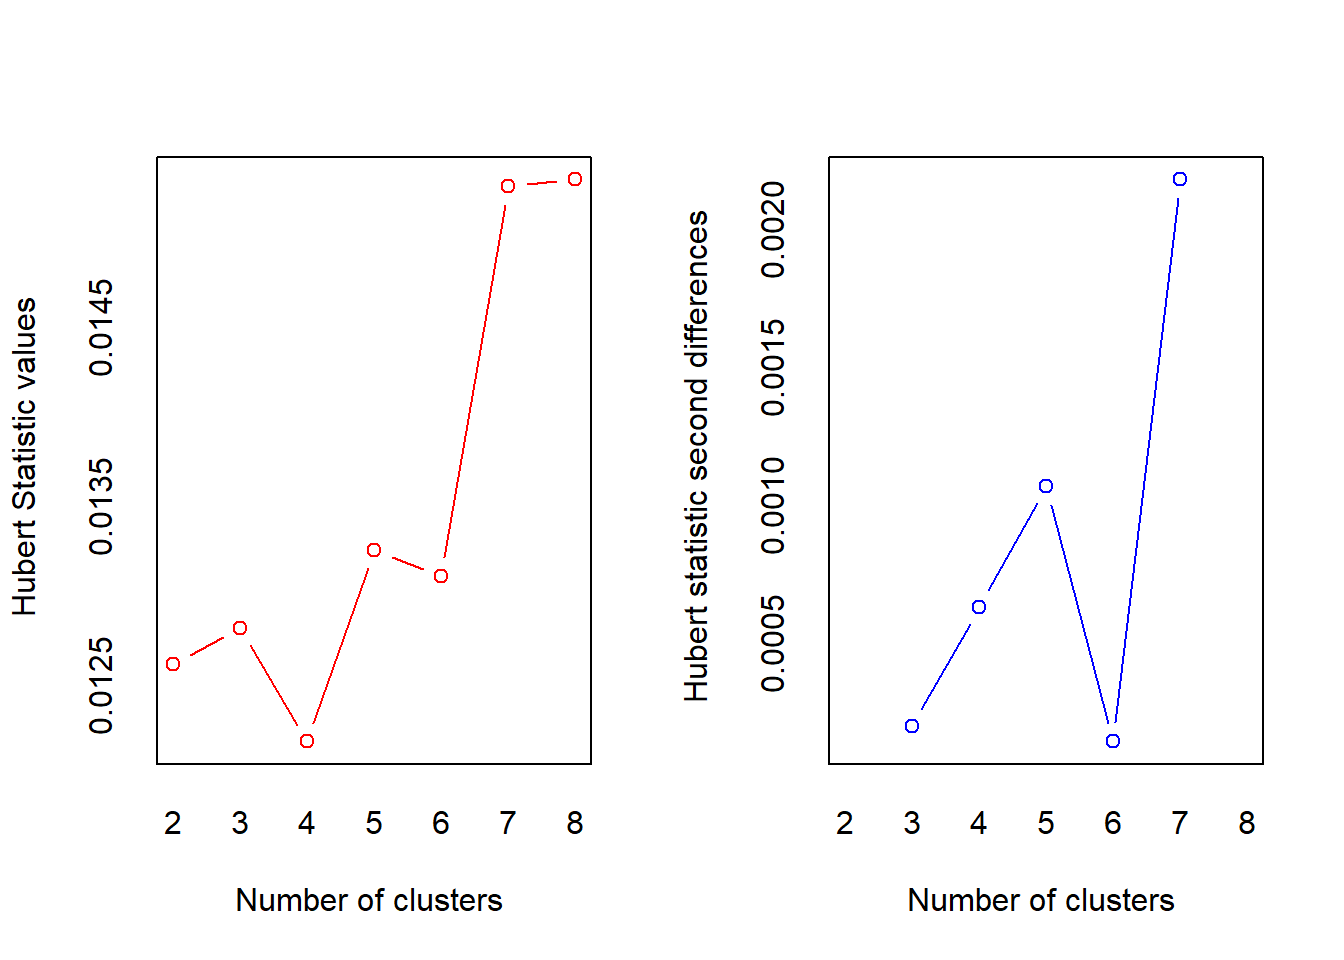 Hubert Statistic values
0.0145
0.0135
0.0125
2 3 4 5 6 7 8
Number of clusters
Hubert statistic second differences
0.0020
0.0015
0.0010
0.0005
2 3 4 5 6 7 8
Number of clusters